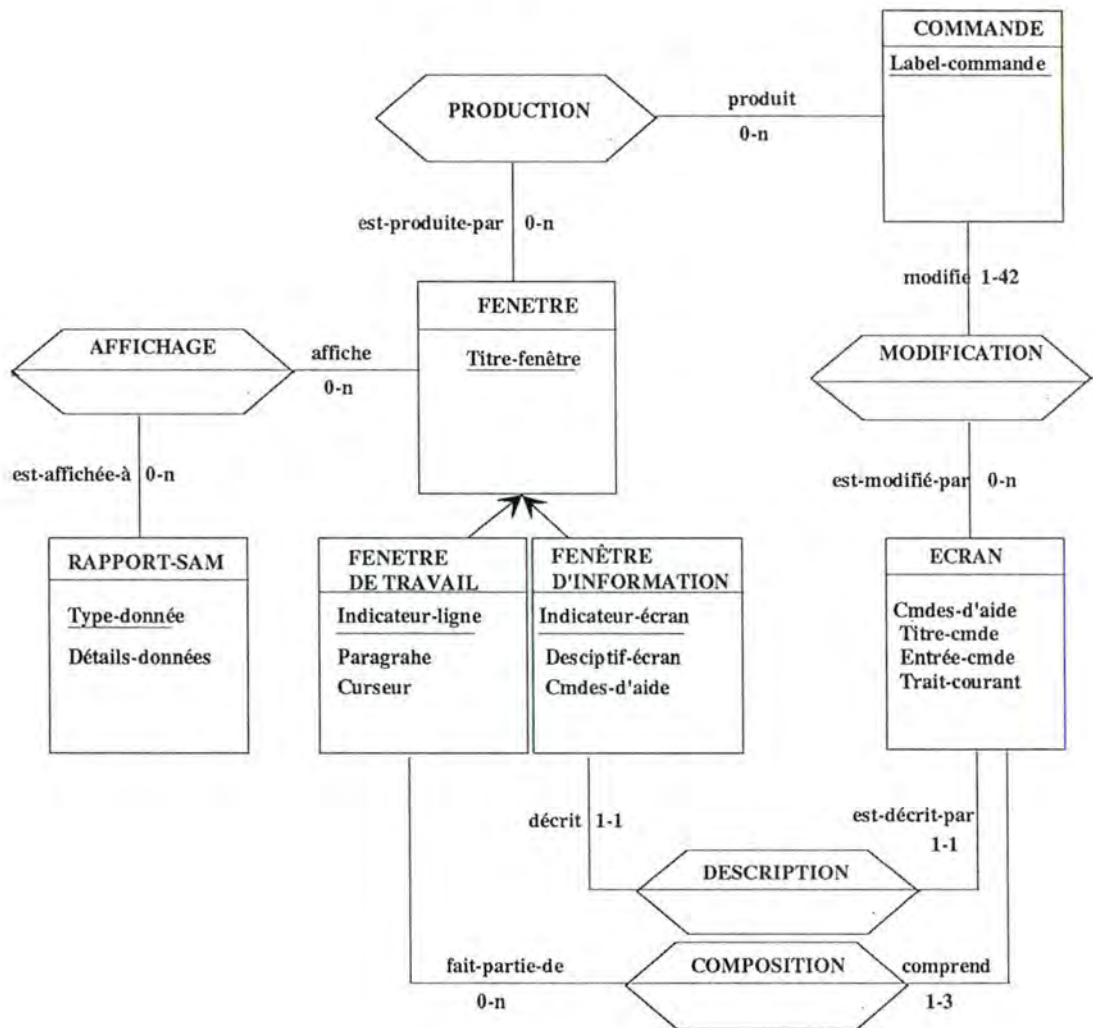 COMMANDE
Label-commande
PRODUCTION
produit
0-n
est-produite-par 0-n
modifie 1-42
FENETRE
Titre-fenêtre
AFFICHAGE
affiche
0-n
MODIFICATION
est-affichée-à 0-n
est-modifié-par 0-n
RAPPORT-SAM
Type-donnée
Détails-données
FENETRE
DE TRAVAIL
Indicateur-ligne
Paragrahe
Curseur
FENÊTRE
D'INFORMATION
Indicateur-écran
Desciptif-écran
Cmdes-d'aide
ECRAN
Cmdes-d'aide
Titre-cmde
Entrée-cmde
Trait-courant
décrit 1-1
est-décrit-par
1-1
DESCRIPTION
fait-partie-de
0-n
COMPOSITION
comprend
1-3